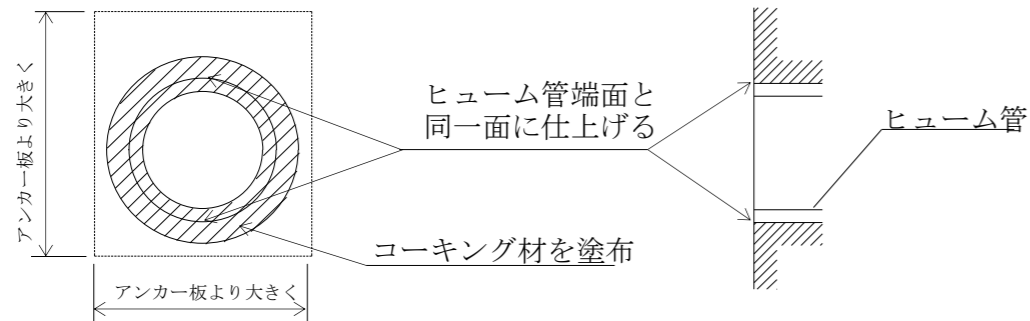 アンカー板より大きく
ヒューム管端面と
同一面に仕上げる
ヒューム管
コーキング材を塗布
アンカー板より大きく